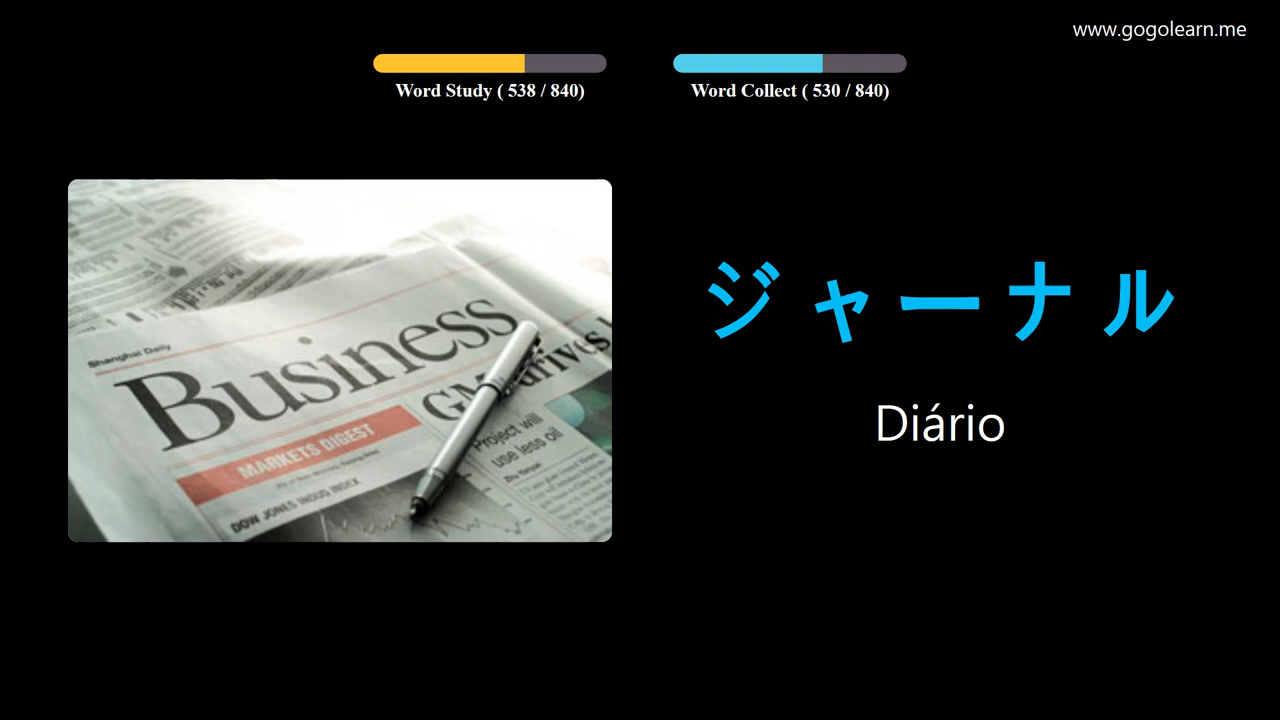 www.gogolearn.me
Word Study ( 538 / 840)
Word Collect ( 530 / 840)
ジャーナル
Diário
Shanghai Daily
Business
MARKETS DIGEST
DOW JONES INDUS INDEX
GM drives
Project will
use less oil